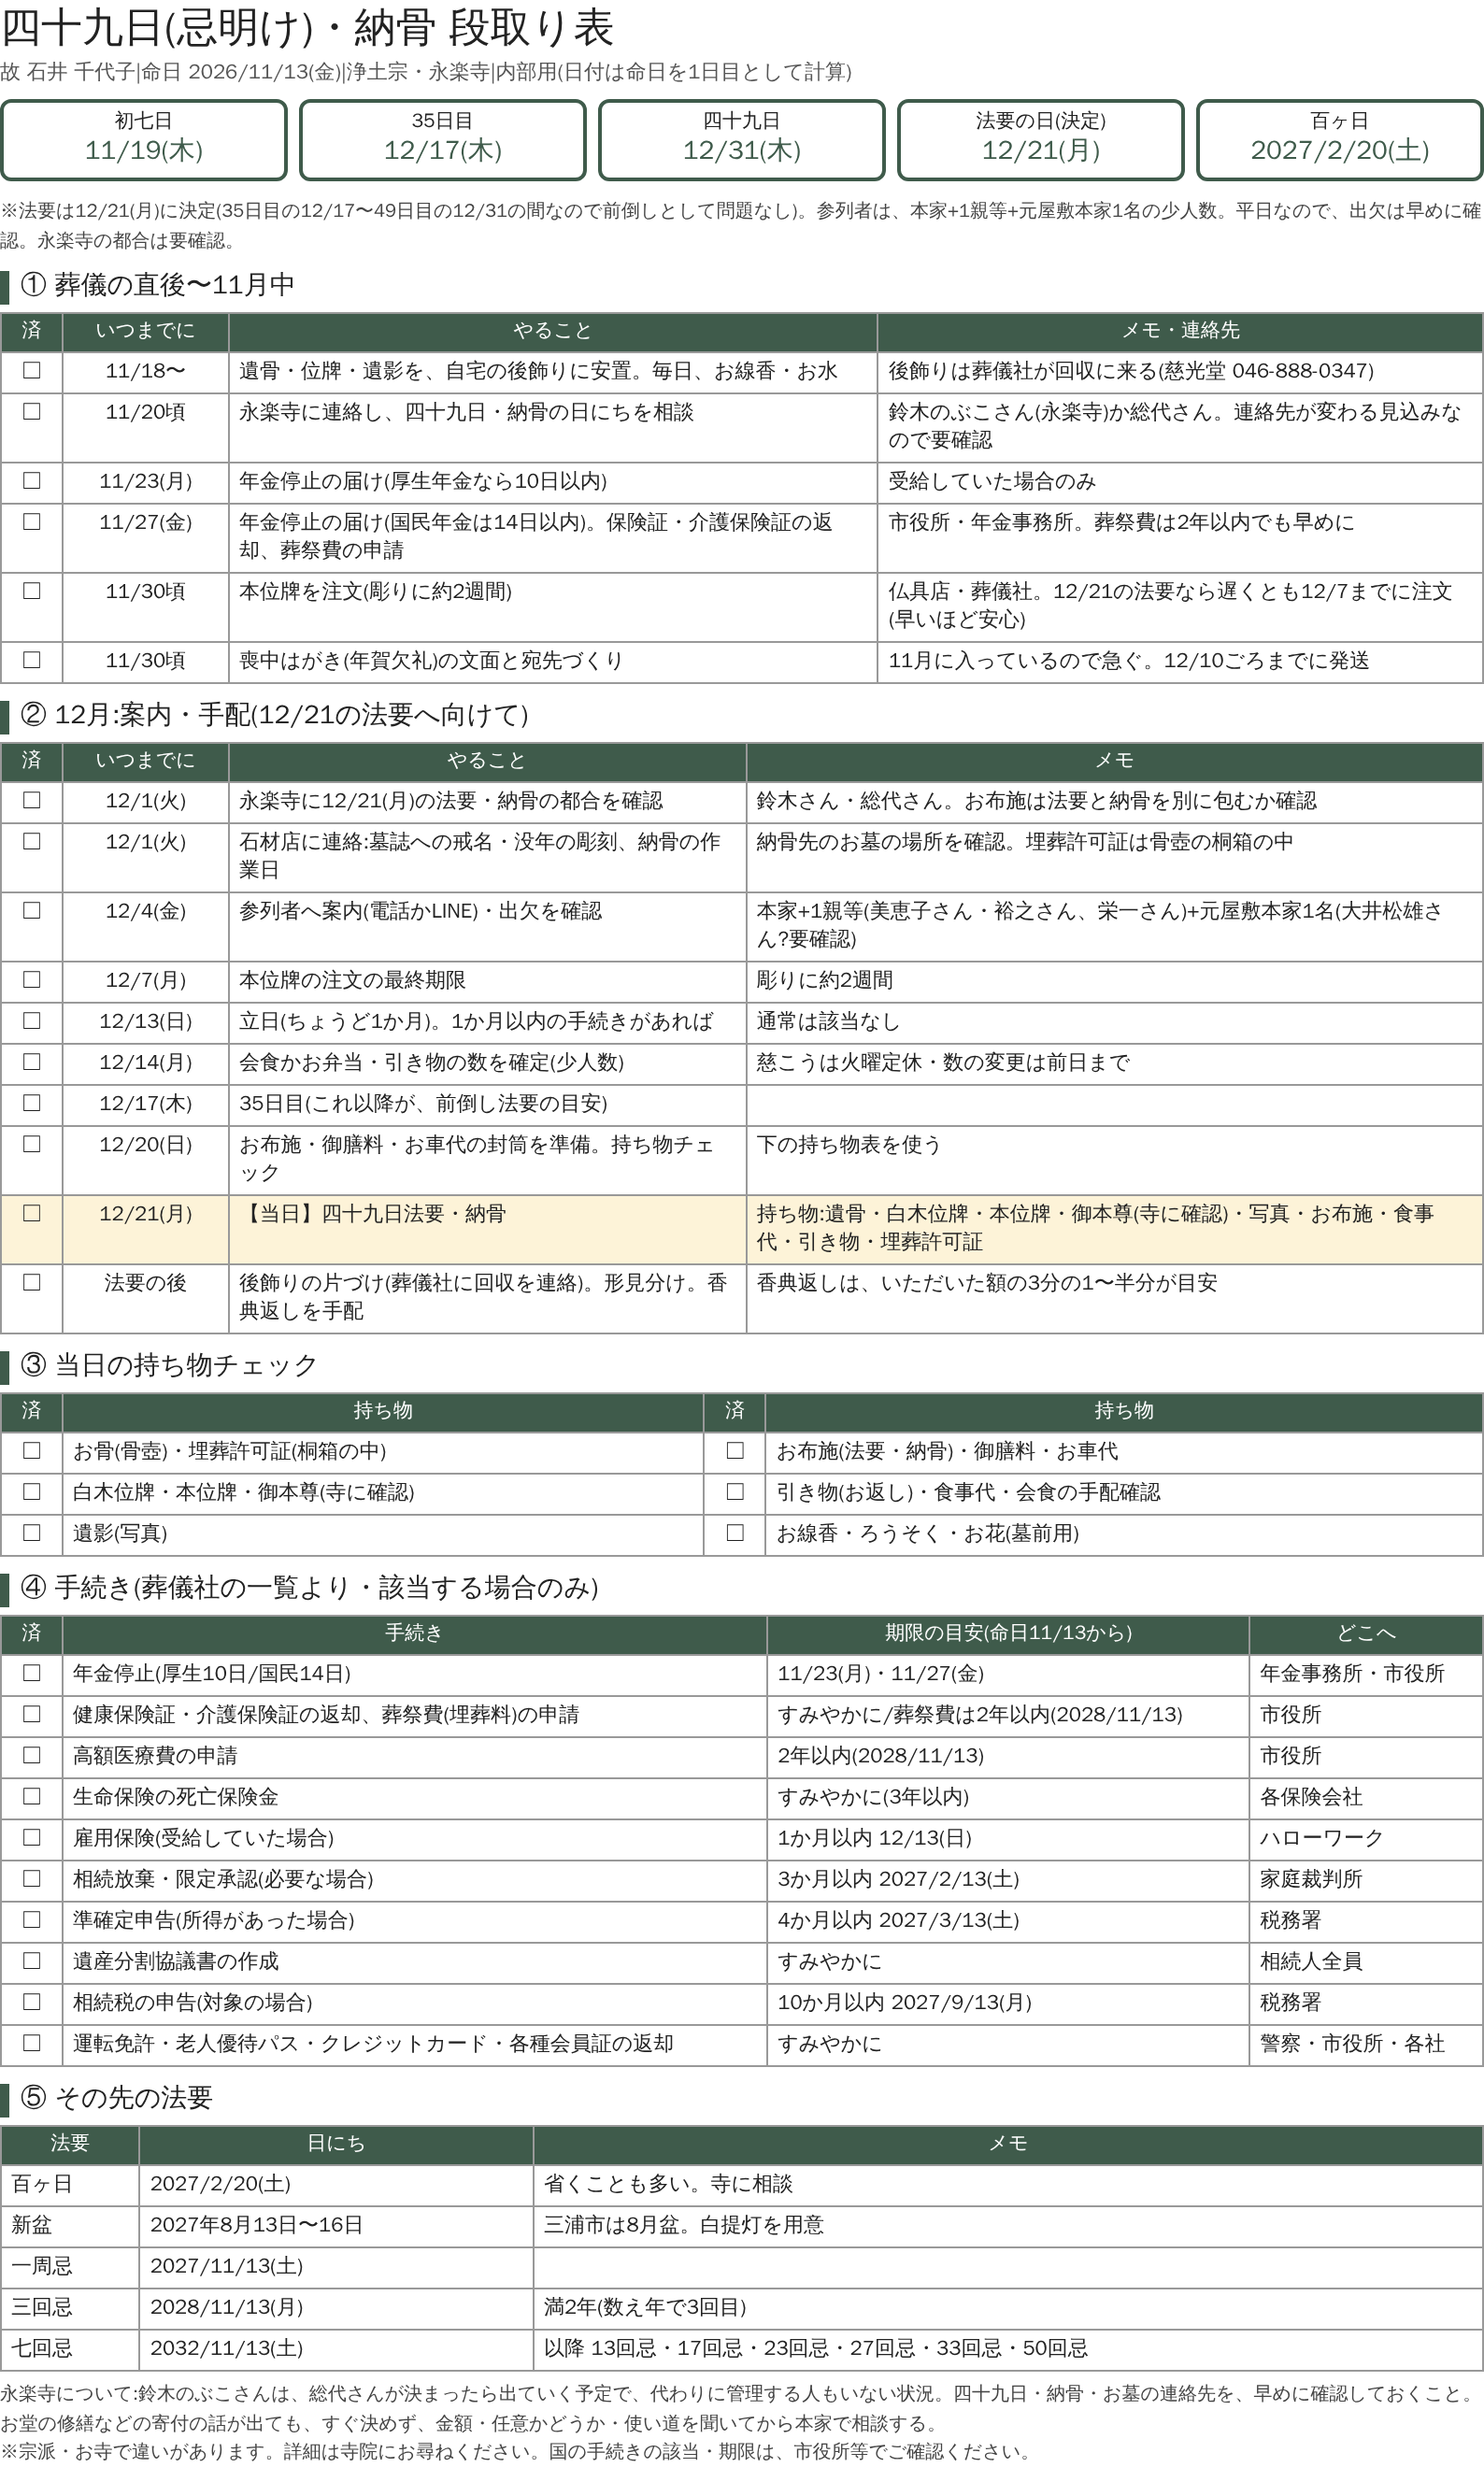 四十九日(忌明け)・納骨 段取り表
故 石井 千代子|命日 2026/11/13(金)|浄土宗・永楽寺|内部用(日付は命日を1日目として計算)
初七日 35日目 四十九日 法要の日(決定) 百ヶ日
11/19(木) 12/17(木) 12/31(木) 12/21(月) 2027/2/20(土)
※法要は12/21(月)に決定(35日目の12/17〜49日目の12/31の間なので前倒しとして問題なし)。参列者は、本家+1親等+元屋敷本家1名の少人数。平日なので、出欠は早めに確
認。永楽寺の都合は要確認。
① 葬儀の直後〜11月中
済 いつまでに やること メモ・連絡先
□ 11/18〜 遺骨・位牌・遺影を、自宅の後飾りに安置。毎日、お線香・お水 後飾りは葬儀社が回収に来る(慈光堂 046-888-0347)
□ 11/20頃 永楽寺に連絡し、四十九日・納骨の日にちを相談 鈴木のぶこさん(永楽寺)か総代さん。連絡先が変わる見込みな
ので要確認
□ 11/23(月) 年金停止の届け(厚生年金なら10日以内) 受給していた場合のみ
□ 11/27(金) 年金停止の届け(国民年金は14日以内)。保険証・介護保険証の返 市役所・年金事務所。葬祭費は2年以内でも早めに
却、葬祭費の申請
□ 11/30頃 本位牌を注文(彫りに約2週間) 仏具店・葬儀社。12/21の法要なら遅くとも12/7までに注文
(早いほど安心)
□ 11/30頃 喪中はがき(年賀欠礼)の文面と宛先づくり 11月に入っているので急ぐ。12/10ごろまでに発送
② 12月:案内・手配(12/21の法要へ向けて)
済 いつまでに やること メモ
□ 12/1(火) 永楽寺に12/21(月)の法要・納骨の都合を確認 鈴木さん・総代さん。お布施は法要と納骨を別に包むか確認
□ 12/1(火) 石材店に連絡:墓誌への戒名・没年の彫刻、納骨の作 納骨先のお墓の場所を確認。埋葬許可証は骨壺の桐箱の中
業日
□ 12/4(金) 参列者へ案内(電話かLINE)・出欠を確認 本家+1親等(美恵子さん・裕之さん、栄一さん)+元屋敷本家1名(大井松雄さ
ん?要確認)
□ 12/7(月) 本位牌の注文の最終期限 彫りに約2週間
□ 12/13(日) 立日(ちょうど1か月)。1か月以内の手続きがあれば 通常は該当なし
□ 12/14(月) 会食かお弁当・引き物の数を確定(少人数) 慈こうは火曜定休・数の変更は前日まで
□ 12/17(木) 35日目(これ以降が、前倒し法要の目安)
□ 12/20(日) お布施・御膳料・お車代の封筒を準備。持ち物チェ 下の持ち物表を使う
ック
□ 12/21(月) 【当日】四十九日法要・納骨 持ち物:遺骨・白木位牌・本位牌・御本尊(寺に確認)・写真・お布施・食事
代・引き物・埋葬許可証
□ 法要の後 後飾りの片づけ(葬儀社に回収を連絡)。形見分け。香 香典返しは、いただいた額の3分の1〜半分が目安
典返しを手配
③ 当日の持ち物チェック
済 持ち物 済 持ち物
□ お骨(骨壺)・埋葬許可証(桐箱の中) □ お布施(法要・納骨)・御膳料・お車代
□ 白木位牌・本位牌・御本尊(寺に確認) □ 引き物(お返し)・食事代・会食の手配確認
□ 遺影(写真) □ お線香・ろうそく・お花(墓前用)
④ 手続き(葬儀社の一覧より・該当する場合のみ)
済 手続き 期限の目安(命日11/13から) どこへ
□ 年金停止(厚生10日/国民14日) 11/23(月)・11/27(金) 年金事務所・市役所
□ 健康保険証・介護保険証の返却、葬祭費(埋葬料)の申請 すみやかに/葬祭費は2年以内(2028/11/13) 市役所
□ 高額医療費の申請 2年以内(2028/11/13) 市役所
□ 生命保険の死亡保険金 すみやかに(3年以内) 各保険会社
□ 雇用保険(受給していた場合) 1か月以内 12/13(日) ハローワーク
□ 相続放棄・限定承認(必要な場合) 3か月以内 2027/2/13(土) 家庭裁判所
□ 準確定申告(所得があった場合) 4か月以内 2027/3/13(土) 税務署
□ 遺産分割協議書の作成 すみやかに 相続人全員
□ 相続税の申告(対象の場合) 10か月以内 2027/9/13(月) 税務署
□ 運転免許・老人優待パス・クレジットカード・各種会員証の返却 すみやかに 警察・市役所・各社
⑤ その先の法要
法要 日にち メモ
百ヶ日 2027/2/20(土) 省くことも多い。寺に相談
新盆 2027年8月13日〜16日 三浦市は8月盆。白提灯を用意
一周忌 2027/11/13(土)
三回忌 2028/11/13(月) 満2年(数え年で3回目)
七回忌 2032/11/13(土) 以降 13回忌・17回忌・23回忌・27回忌・33回忌・50回忌
永楽寺について:鈴木のぶこさんは、総代さんが決まったら出ていく予定で、代わりに管理する人もいない状況。四十九日・納骨・お墓の連絡先を、早めに確認しておくこと。
お堂の修繕などの寄付の話が出ても、すぐ決めず、金額・任意かどうか・使い道を聞いてから本家で相談する。
※宗派・お寺で違いがあります。詳細は寺院にお尋ねください。国の手続きの該当・期限は、市役所等でご確認ください。